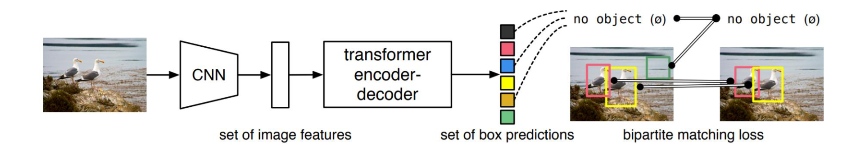 no object (ø)
no object (ø)
CNN
transformer
encoder-
decoder
set of image features
set of box predictions
bipartite matching loss